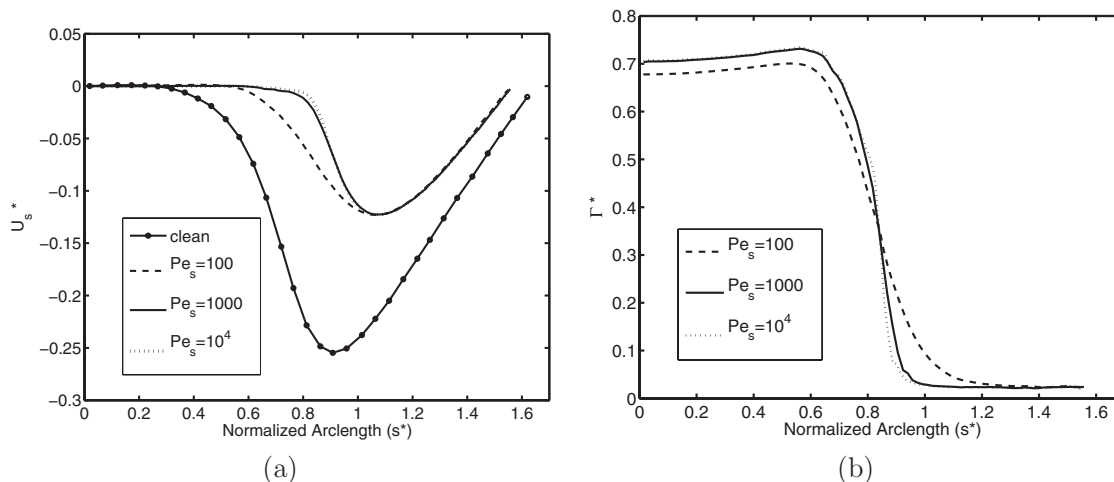 0.05
0
−0.05
−0.1
−0.15
−0.2
−0.25
−0.3
U_s*
clean
Pe_s=100
Pe_s=1000
Pe_s=10^4
0 0.2 0.4 0.6 0.8 1 1.2 1.4 1.6
Normalized Arclength (s*)
(a)
0.8
0.7
0.6
0.5
0.4
0.3
0.2
0.1
0
Γ*
Pe_s=100
Pe_s=1000
Pe_s=10^4
0 0.2 0.4 0.6 0.8 1 1.2 1.4 1.6
Normalized Arclength (s*)
(b)